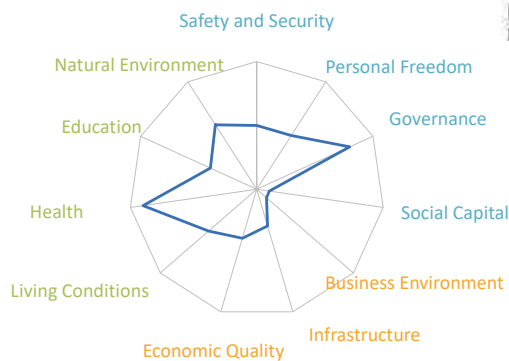 Safety and Security
Natural Environment
Personal Freedom
Governance
Education
Health
Social Capital
Living Conditions
Business Environment
Infrastructure
Economic Quality